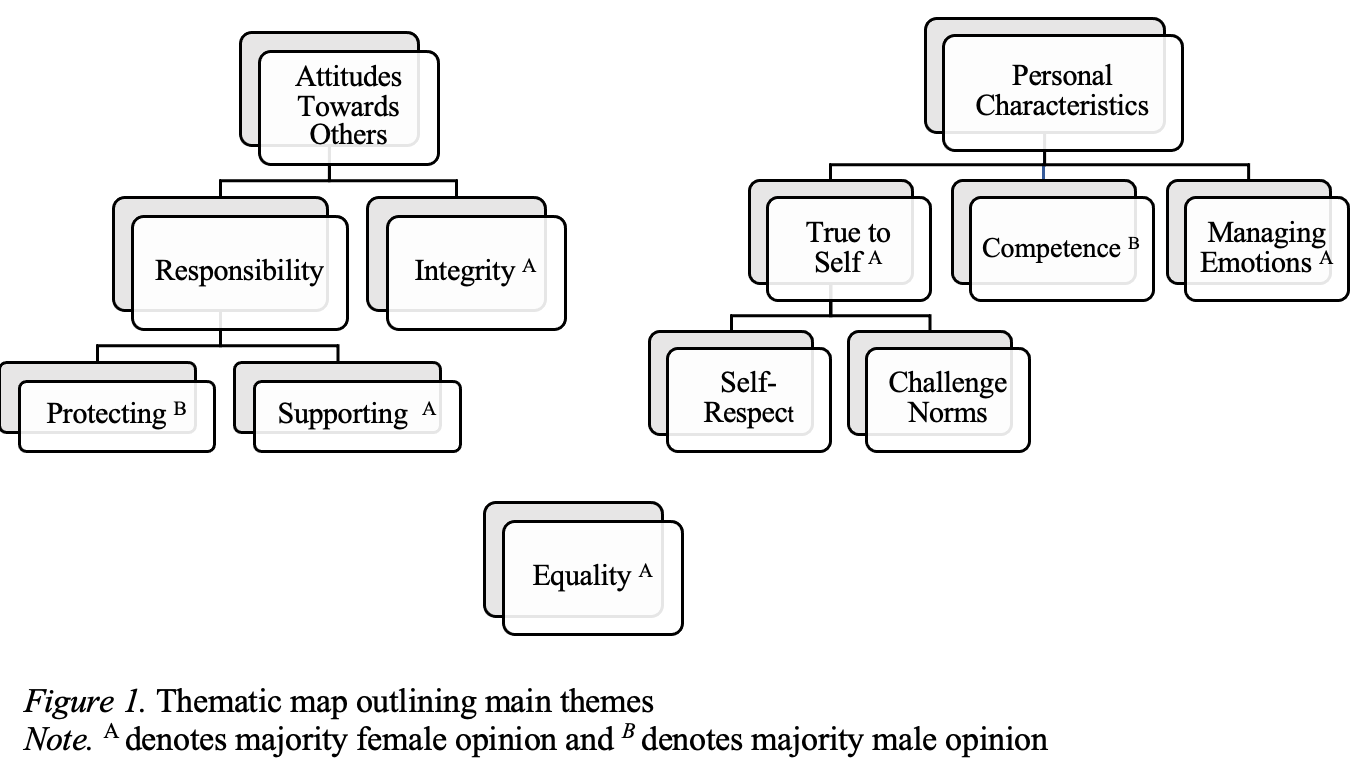 Attitudes
Towards
Others
Personal
Characteristics
Responsibility
Integrity A
True to
Self A
Competence B
Managing
Emotions A
Protecting B
Supporting A
Self-
Respect
Challenge
Norms
Equality A
Figure 1. Thematic map outlining main themes
Note. A denotes majority female opinion and B denotes majority male opinion